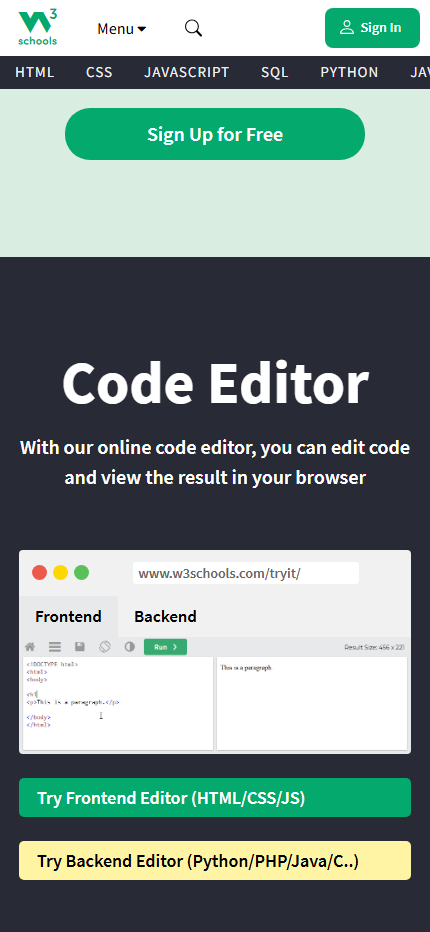 3
schools
Menu
Sign In
HTML CSS JAVASCRIPT SQL PYTHON JAV
Sign Up for Free
Code Editor
With our online code editor, you can edit code
and view the result in your browser
www.w3schools.com/tryit/
Frontend Backend
Run ❯ Result Size: 456 x 221
<!DOCTYPE html>
<html>
<body>
This is a paragraph.
<h1
<p>This is a paragraph.</p>
</body>
</html>
Try Frontend Editor (HTML/CSS/JS)
Try Backend Editor (Python/PHP/Java/C..)